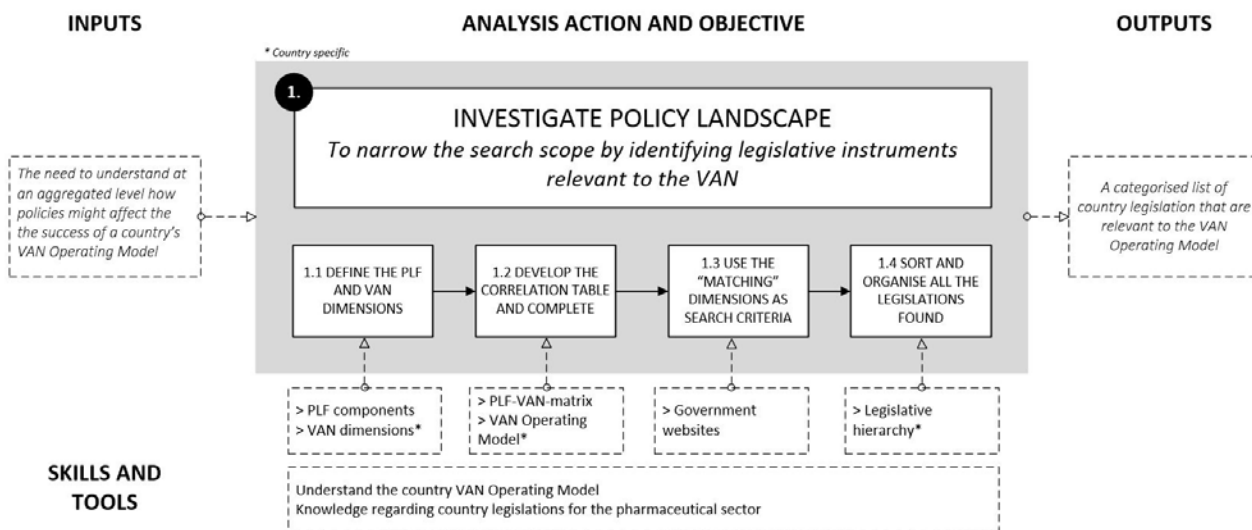 INPUTS
ANALYSIS ACTION AND OBJECTIVE
OUTPUTS
* Country specific
1.
INVESTIGATE POLICY LANDSCAPE
To narrow the search scope by identifying legislative instruments
relevant to the VAN
The need to understand at
an aggregated level how
policies might affect the
the success of a country's
VAN Operating Model
A categorised list of
country legislation that are
relevant to the VAN
Operating Model
1.1 DEFINE THE PLF
AND VAN
DIMENSIONS
1.2 DEVELOP THE
CORRELATION TABLE
AND COMPLETE
1.3 USE THE
“MATCHING”
DIMENSIONS AS
SEARCH CRITERIA
1.4 SORT AND
ORGANISE ALL THE
LEGISLATIONS
FOUND
> PLF components
> VAN dimensions*
> PLF-VAN-matrix
> VAN Operating
Model*
> Government
websites
> Legislative
hierarchy*
SKILLS AND
TOOLS
Understand the country VAN Operating Model
Knowledge regarding country legislations for the pharmaceutical sector